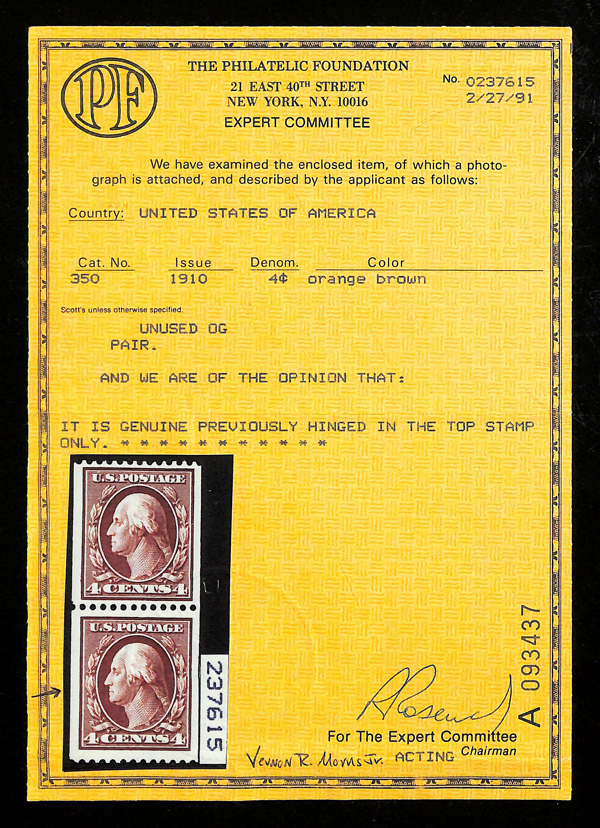 PF
THE PHILATELIC FOUNDATION
21 EAST 40TH STREET
NEW YORK, N.Y. 10016
EXPERT COMMITTEE
No. 0237615
2/27/91
We have examined the enclosed item, of which a photo-
graph is attached, and described by the applicant as follows:
Country: UNITED STATES OF AMERICA
Cat. No. Issue Denom. Color
350 1910 4¢ orange brown
Scott's unless otherwise specified.
UNUSED OG
PAIR.
AND WE ARE OF THE OPINION THAT:
IT IS GENUINE PREVIOUSLY HINGED IN THE TOP STAMP
ONLY. * * * * * * * * * * *
U.S. POSTAGE
4 CENTS 4
U.S. POSTAGE
4 CENTS 4
237615
A 093437
For The Expert Committee
Vernon R. Morris Jr. ACTING Chairman